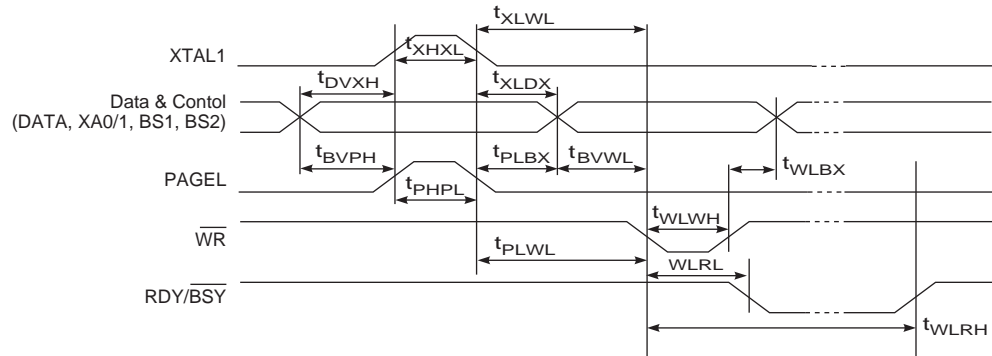 tXLWL
XTAL1
tXHXL
tDVXH
tXLDX
Data & Contol
(DATA, XA0/1, BS1, BS2)
tBVPH
tPLBX
tBVWL
tWLBX
PAGEL
tPHPL
tWLWH
WR
tPLWL
WLRL
RDY/BSY
tWLRH